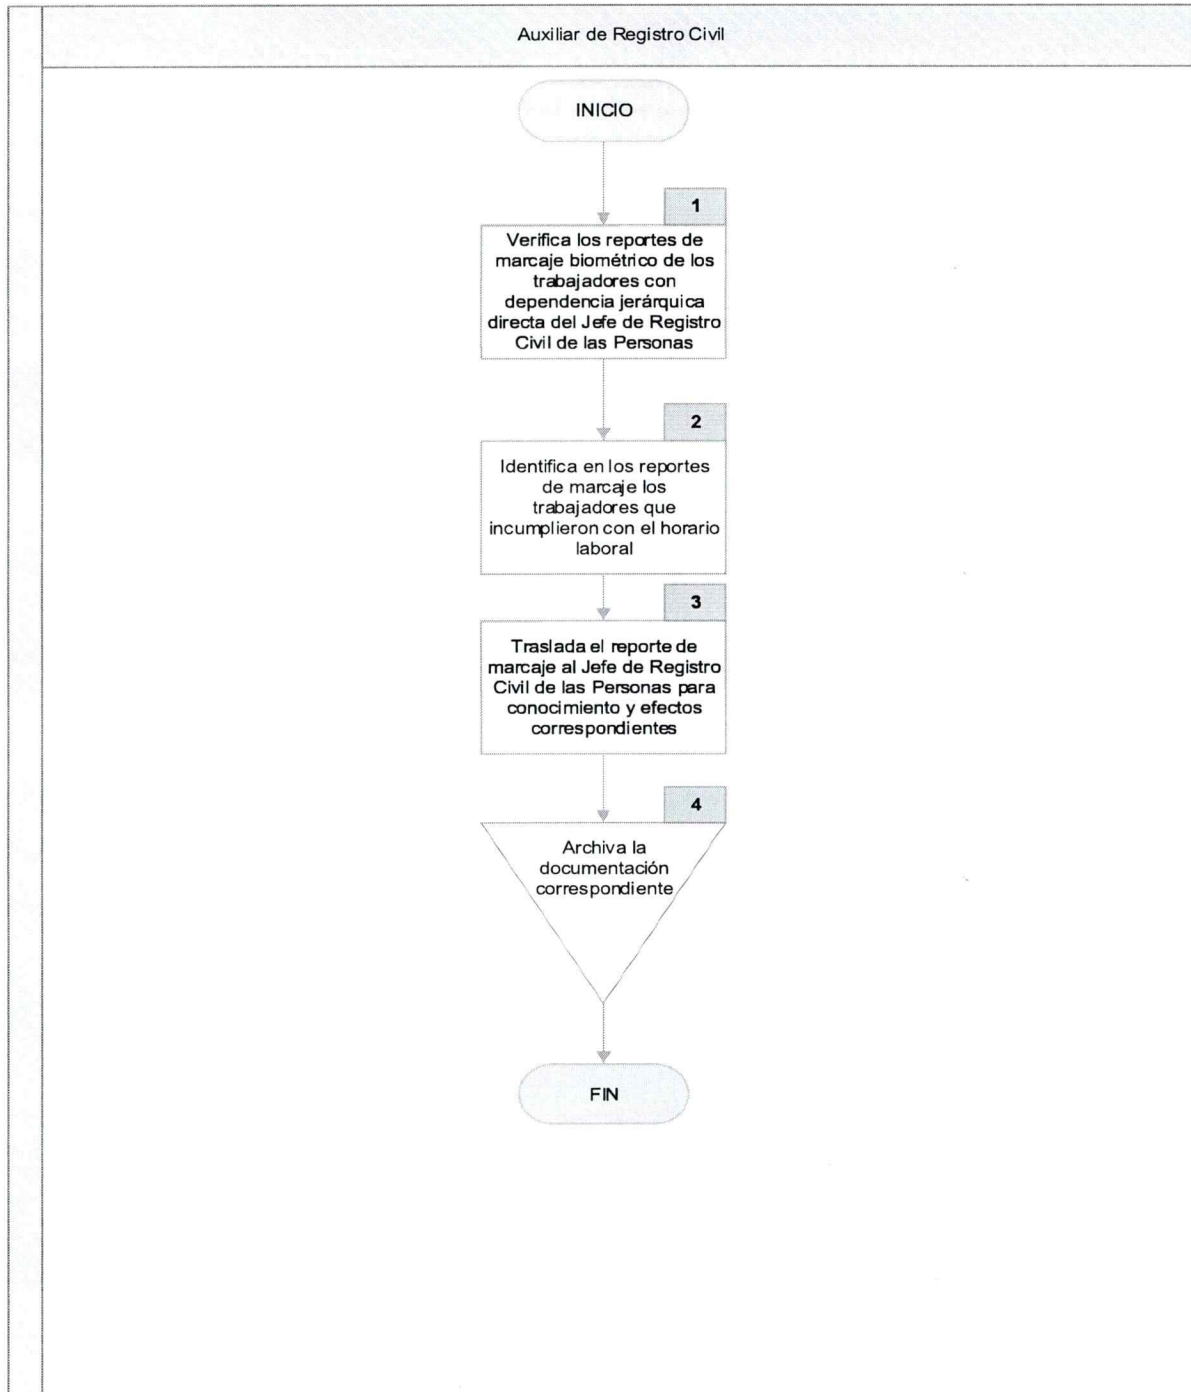 Auxiliar de Registro Civil
INICIO
1
Verifica los reportes de
marcaje biométrico de los
trabajadores con
dependencia jerárquica
directa del Jefe de Registro
Civil de las Personas
2
Identifica en los reportes
de marcaje los
trabajadores que
incumplieron con el horario
laboral
3
Traslada el reporte de
marcaje al Jefe de Registro
Civil de las Personas para
conocimiento y efectos
correspondientes
4
Archiva la
documentación
correspondiente
FIN